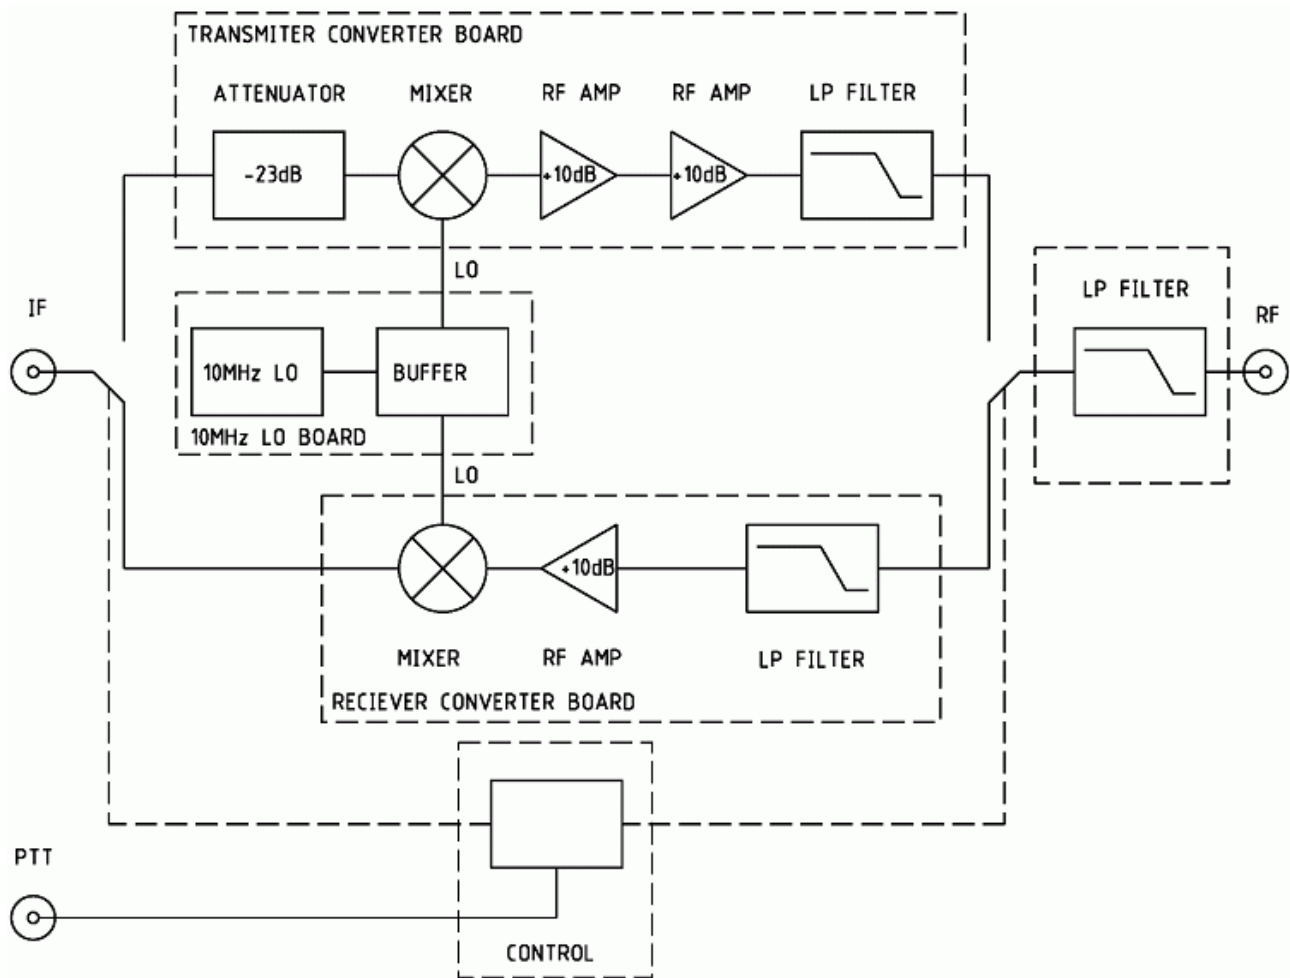 TRANSMITER CONVERTER BOARD
ATTENUATOR MIXER RF AMP RF AMP LP FILTER
-23dB +10dB +10dB
LO
IF
LP FILTER
RF
10MHz LO BUFFER
10MHz LO BOARD
LO
+10dB
MIXER RF AMP LP FILTER
RECIEVER CONVERTER BOARD
PTT
CONTROL